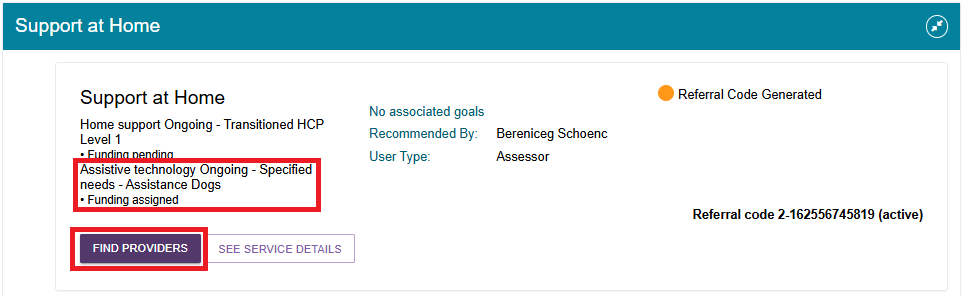 Support at Home
Support at Home
Home support Ongoing - Transitioned HCP
Level 1
• Funding pending
Assistive technology Ongoing - Specified
needs - Assistance Dogs
• Funding assigned
No associated goals
Recommended By: Bereniceg Schoenc
User Type: Assessor
Referral Code Generated
Referral code 2-162556745819 (active)
FIND PROVIDERS
SEE SERVICE DETAILS